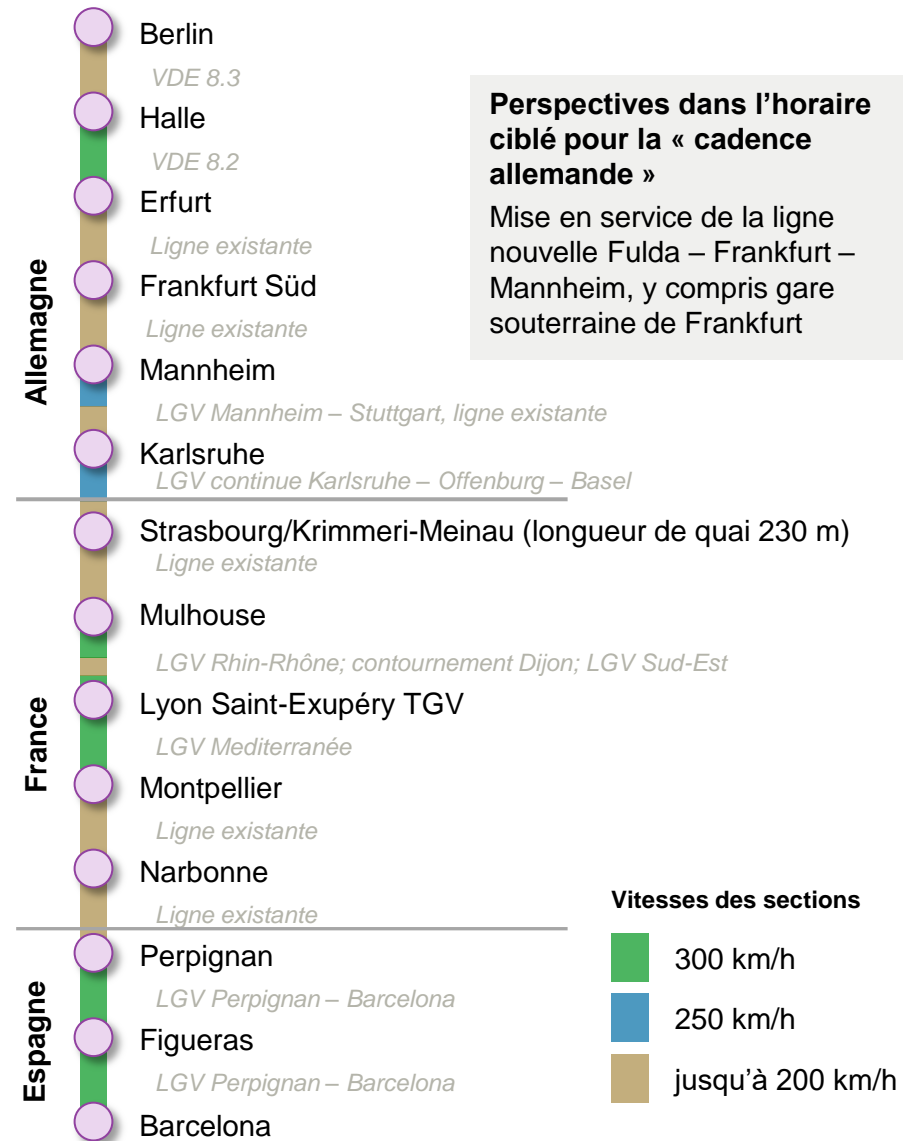 Berlin
VDE 8.3
Halle
VDE 8.2
Erfurt
Ligne existante
Frankfurt Süd
Ligne existante
Mannheim
LGV Mannheim – Stuttgart, ligne existante
Karlsruhe
LGV continue Karlsruhe – Offenburg – Basel
Allemagne
Perspectives dans l’horaire
ciblé pour la « cadence
allemande »
Mise en service de la ligne
nouvelle Fulda – Frankfurt –
Mannheim, y compris gare
souterraine de Frankfurt
Strasbourg/Krimmeri-Meinau (longueur de quai 230 m)
Ligne existante
Mulhouse
LGV Rhin-Rhône; contournement Dijon; LGV Sud-Est
Lyon Saint-Exupéry TGV
LGV Mediterranée
Montpellier
Ligne existante
Narbonne
Ligne existante
France
Perpignan
LGV Perpignan – Barcelona
Figueras
LGV Perpignan – Barcelona
Barcelona
Espagne
Vitesses des sections
300 km/h
250 km/h
jusqu’à 200 km/h